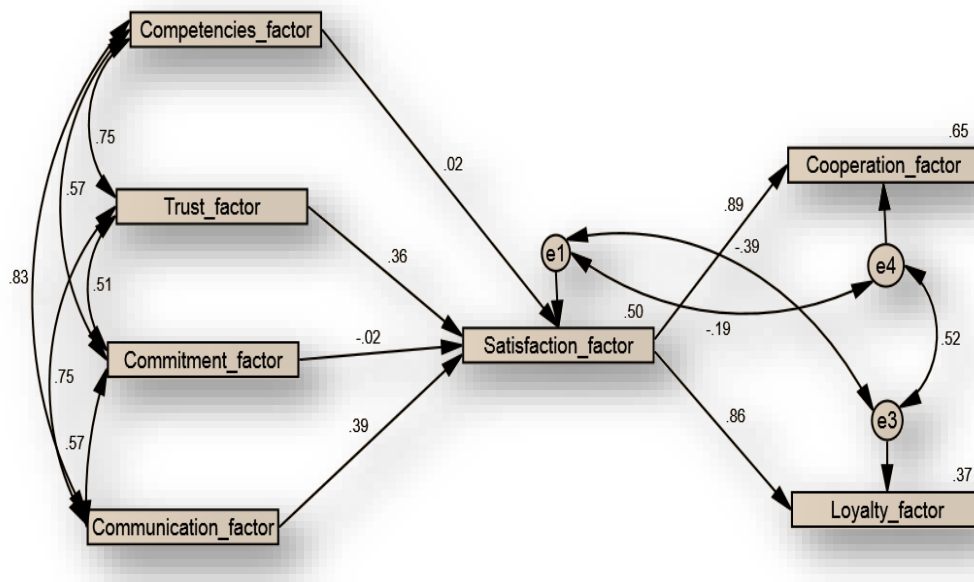 Competencies_factor
.65
Cooperation_factor
.75
.02
.57
Trust_factor
.89
-.39
e1
e4
.36
.83
.51
.50
-.19
Satisfaction_factor
.52
-.02
Commitment_factor
.75
.86
.39
e3
.57
.37
Communication_factor
Loyalty_factor